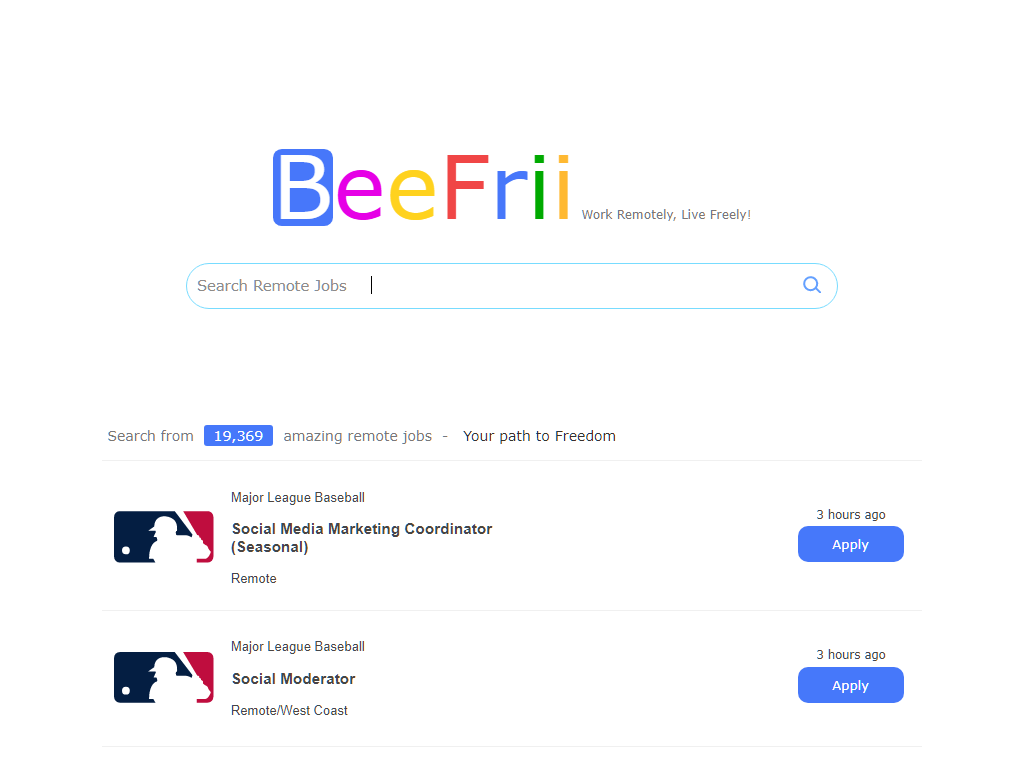 BeeFrii Work Remotely, Live Freely!
Search Remote Jobs
Search from 19,369 amazing remote jobs - Your path to Freedom
Major League Baseball
Social Media Marketing Coordinator
(Seasonal)
Remote
3 hours ago
Apply
Major League Baseball
Social Moderator
Remote/West Coast
3 hours ago
Apply